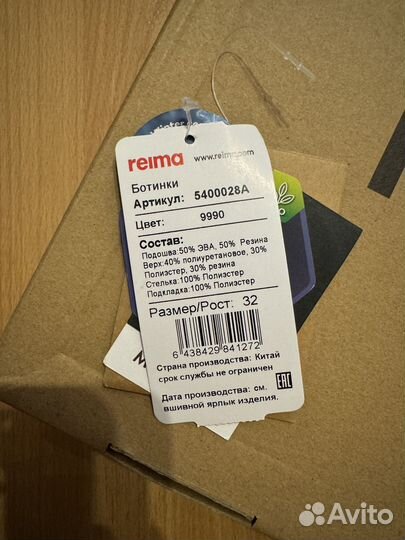 reima www.reima.com
Ботинки
Артикул: 5400028A
Цвет: 9990
Состав:
Подошва:50% ЭВА, 50% Резина
Верх:40% полиуретановое, 30%
Полиэстер, 30% резина
Стелька:100% Полиэстер
Подкладка:100% Полиэстер
Размер/Рост: 32
6 438429 841272
Страна производства: Китай
срок службы не ограничен
Дата производства: см.
вшивной ярлык изделия.
EAC
Avito